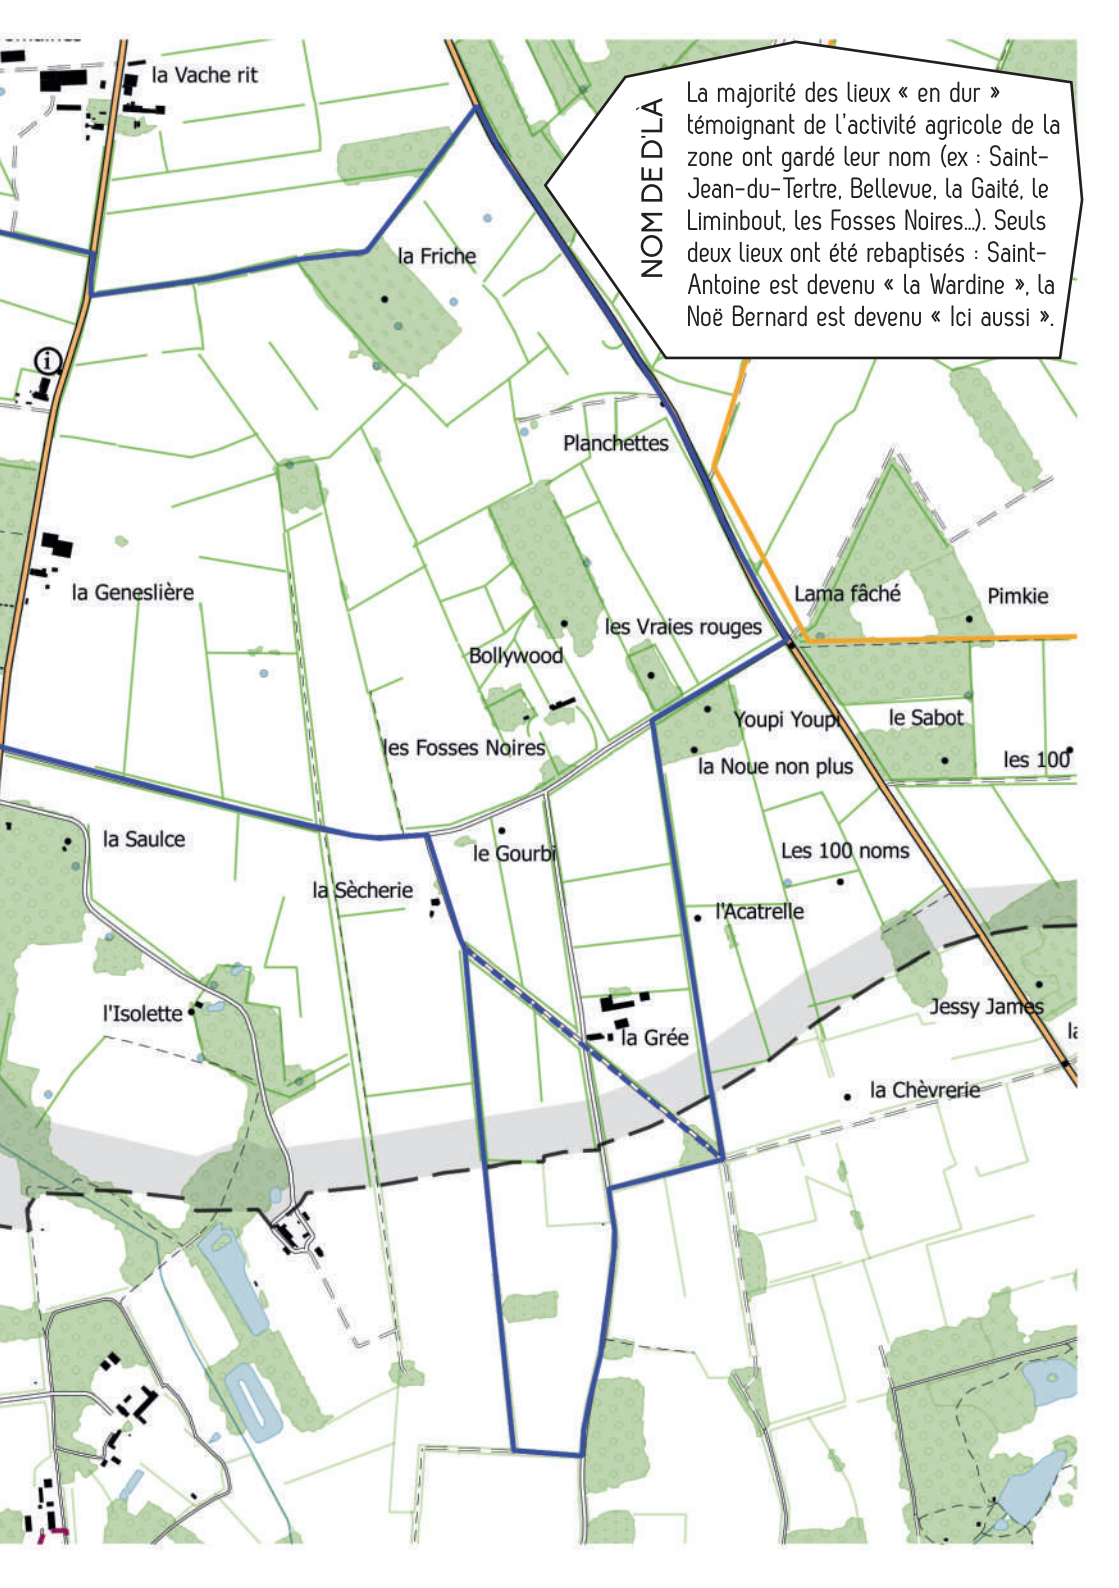 la Vache rit
NOM DE D'LÀ
La majorité des lieux « en dur »
témoignant de l'activité agricole de la
zone ont gardé leur nom (ex : Saint-
Jean-du-Tertre, Bellevue, la Gaité, le
Liminbout, les Fosses Noires...). Seuls
deux lieux ont été rebaptisés : Saint-
Antoine est devenu « la Wardine », la
Noë Bernard est devenu « Ici aussi ».
la Friche
i
Planchettes
la Geneslière
Lama fâché
Pimkie
les Vraies rouges
Bollywood
Youpi Youpi
le Sabot
les Fosses Noires
la Noue non plus
les 100
la Saulce
le Gourbi
Les 100 noms
la Sècherie
l'Acatrelle
l'Isolette
Jessy James
la Grée
la Chèvrerie